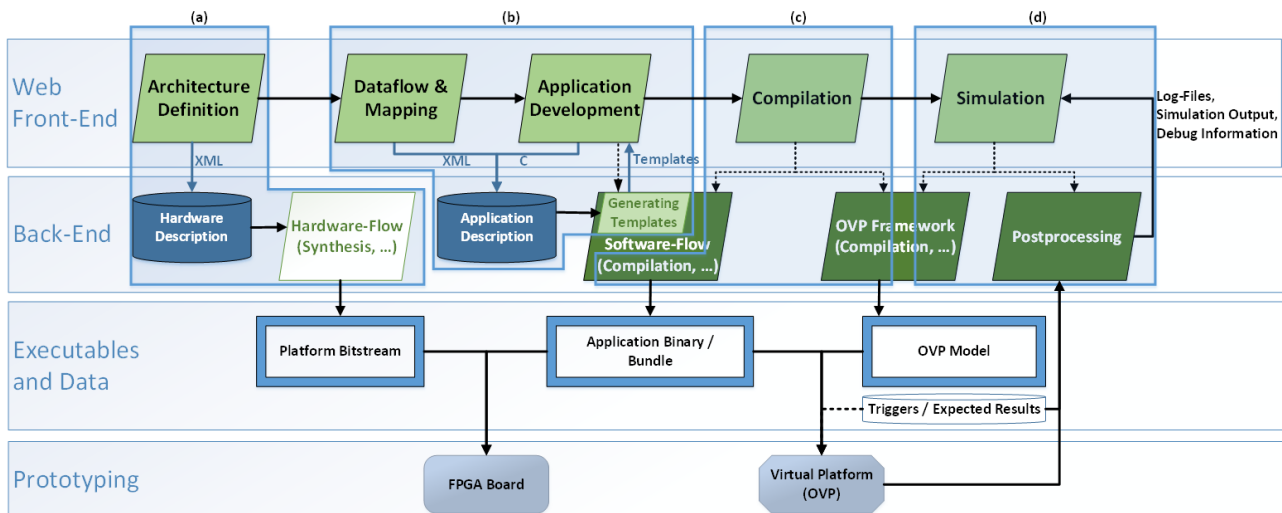 (a)
(b)
(c)
(d)
Web
Front-End
Architecture
Definition
Dataflow &
Mapping
Application
Development
Compilation
Simulation
Log-Files,
Simulation Output,
Debug Information
XML
XML
C
Templates
Back-End
Hardware
Description
Hardware-Flow
(Synthesis, ...)
Application
Description
Generating
Templates
Software-Flow
(Compilation, ...)
OVP Framework
(Compilation, ...)
Postprocessing
Executables
and Data
Platform Bitstream
Application Binary /
Bundle
OVP Model
Triggers / Expected Results
Prototyping
FPGA Board
Virtual Platform
(OVP)